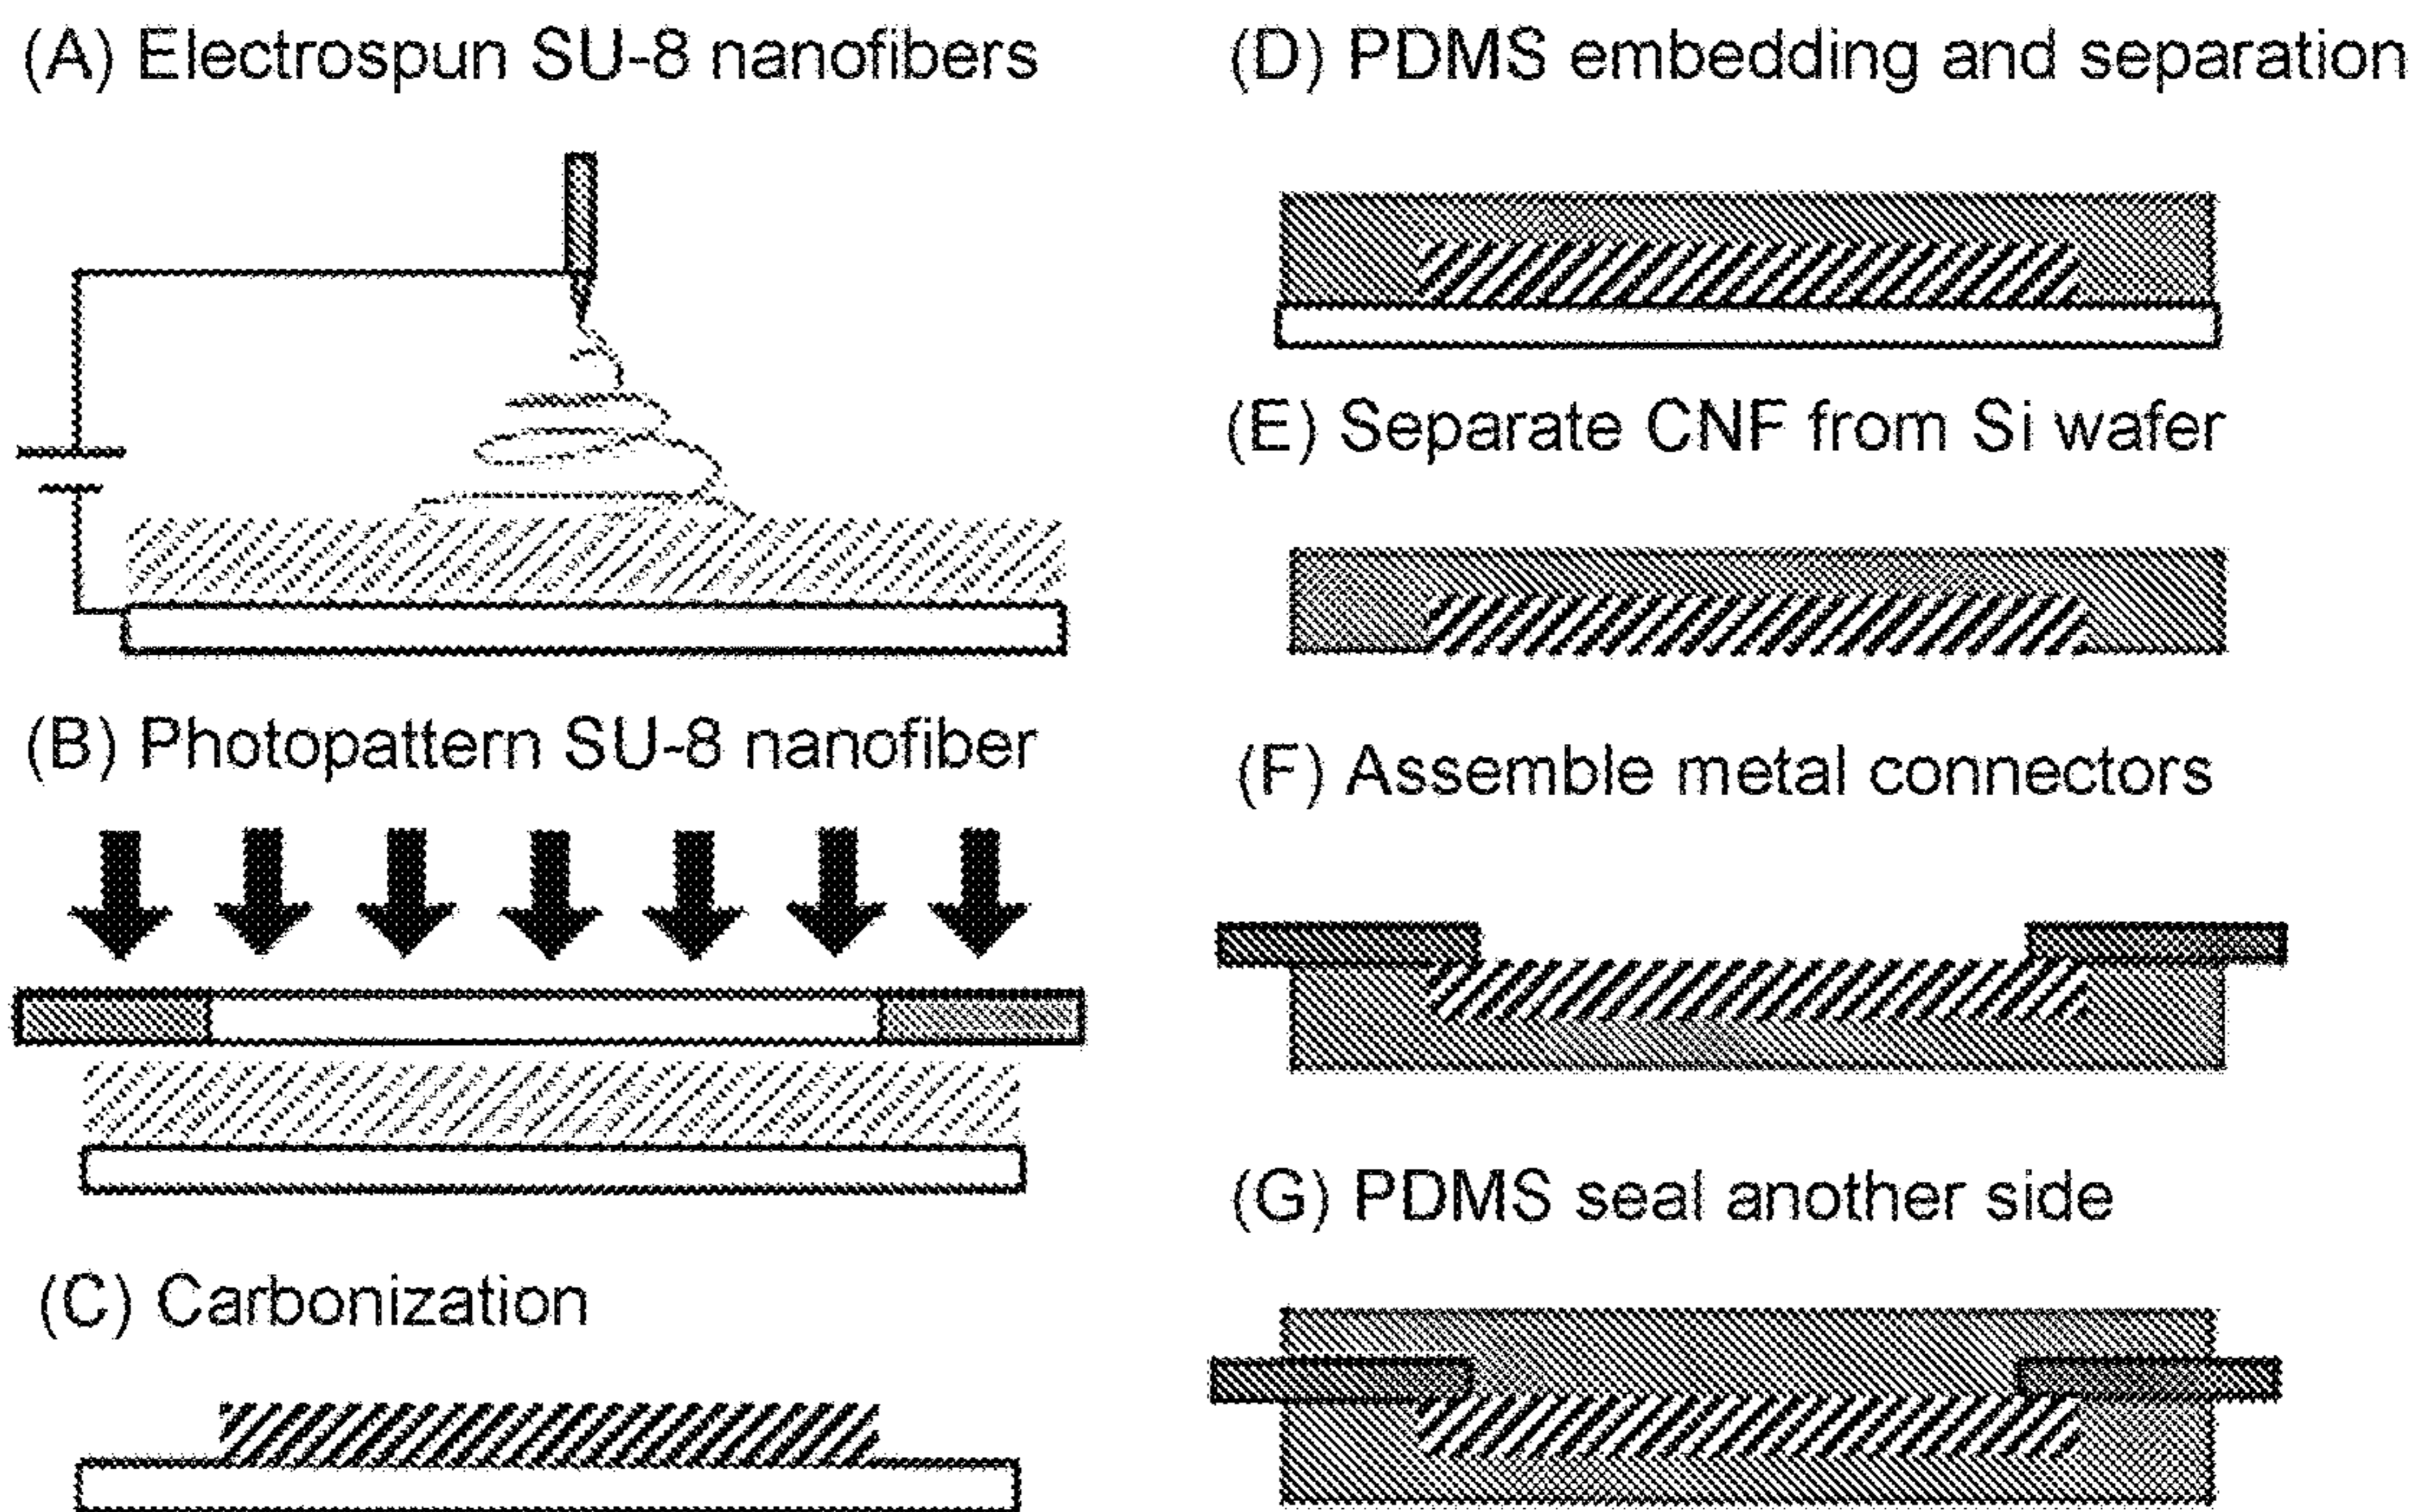 (A) Electrospun SU-8 nanofibers
(B) Photopattern SU-8 nanofiber
(C) Carbonization
(D) PDMS embedding and separation
(E) Separate CNF from Si wafer
(F) Assemble metal connectors
(G) PDMS seal another side